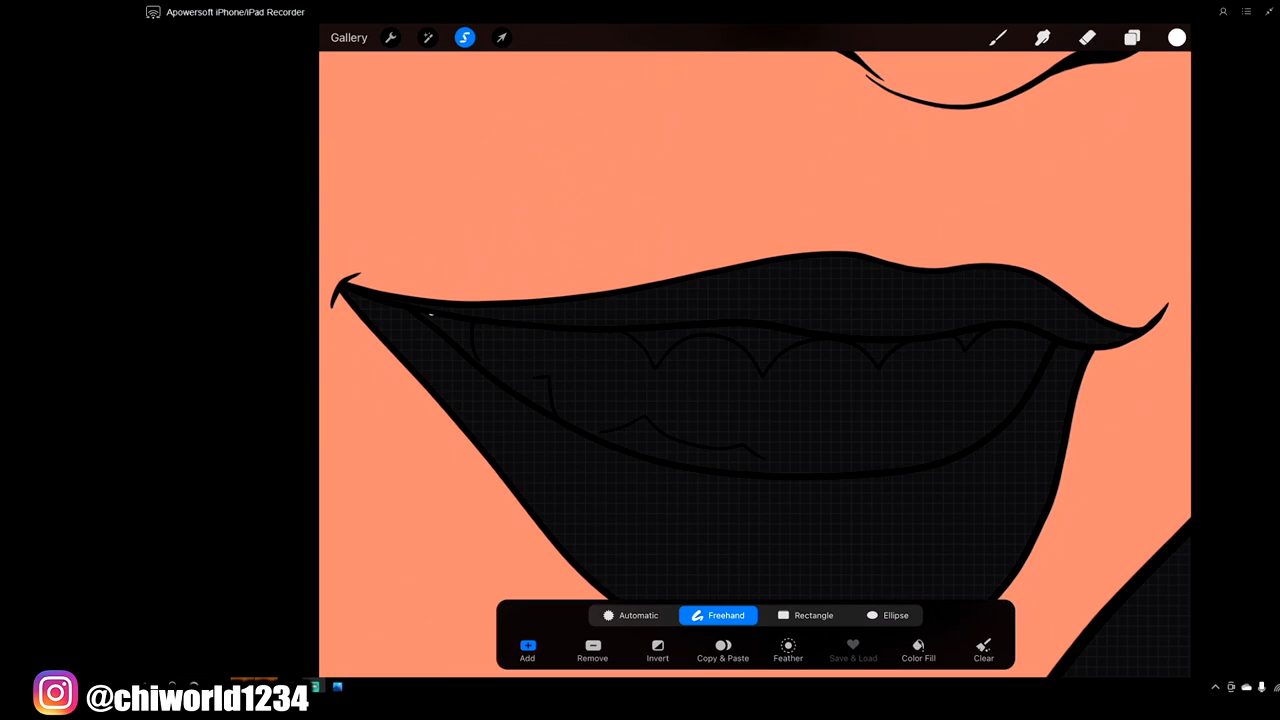 Apowersoft iPhone/iPad Recorder
Gallery
Automatic
Freehand
Rectangle
Ellipse
Add
Remove
Invert
Copy & Paste
Feather
Save & Load
Color Fill
Clear
@chiworld1234